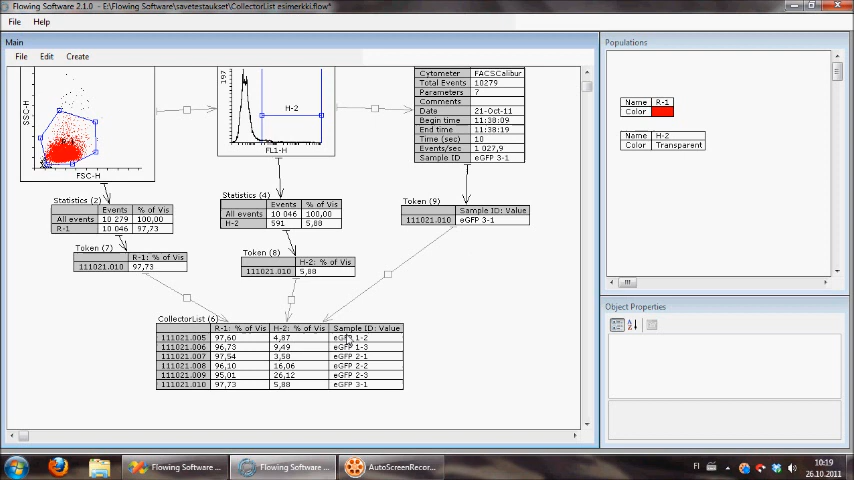 Flowing Software 2.1.0 - E:\Flowing Software\savetestaukset\CollectorList esimerkki.flow*
File Help
Main
File Edit Create
SSC-H
FSC-H
197
H-2
FL1-H
Cytometer FACSCalibur
Total Events 10279
Parameters 7
Comments
Date 21-Oct-11
Begin time 11:38:09
End time 11:38:19
Time (sec) 10
Events/sec 1 027,9
Sample ID eGFP 3-1
Statistics (2)
Events % of Vis
All events 10 279 100,00
R-1 10 046 97,73
Statistics (4)
Events % of Vis
All events 10 046 100,00
H-2 591 5,88
Token (9)
Sample ID: Value
111021.010 eGFP 3-1
Token (7)
R-1: % of Vis
111021.010 97,73
Token (8)
H-2: % of Vis
111021.010 5,88
CollectorList (6)
R-1: % of Vis H-2: % of Vis Sample ID: Value
111021.005 97,60 4,87 eGFP 1-2
111021.006 96,73 9,49 eGFP 1-3
111021.007 97,54 3,58 eGFP 2-1
111021.008 96,10 16,06 eGFP 2-2
111021.009 95,01 26,12 eGFP 2-3
111021.010 97,73 5,88 eGFP 3-1
Populations
Name R-1
Color
Name H-2
Color Transparent
Object Properties
Flowing Software ...
Flowing Software ...
AutoScreenRecor...
FI
10:19
26.10.2011